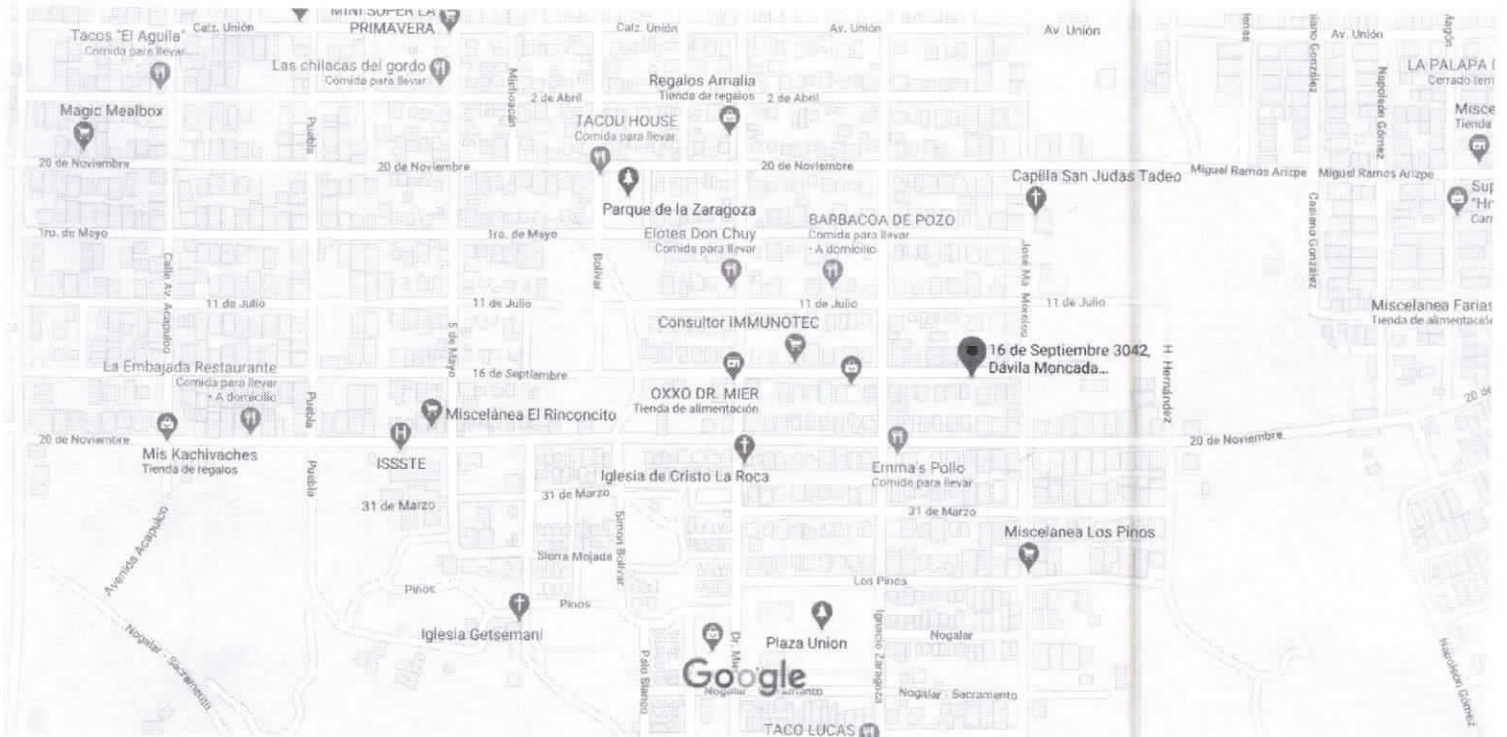 MINI SUPER LA
PRIMAVERA
Tacos "El Aguila"
Comida para llevar
Calz. Unión
Calz. Unión
Av. Unión
Av. Unión
Av. Unión
Las chilacas del gordo
Comida para llevar
Michoacan
Regalos Amalia
Tienda de regalos
2 de Abril
2 de Abril
LA PALAPA
Cerrado tem
Magic Mealbox
Puebla
TACOU HOUSE
Comida para llevar
Casiano González
Napoleón Gómez
Misce
Tienda
20 de Noviembre
20 de Noviembre
20 de Noviembre
Capilla San Judas Tadeo
Miguel Ramos Arizpe
Miguel Ramos Arizpe
Parque de la Zaragoza
BARBACOA DE POZO
Comida para llevar
· A domicilio
1ro. de Mayo
1ro. de Mayo
Elotes Don Chuy
Comida para llevar
Calle Av. Acapulco
Bolívar
José Ma. Morelos
11 de Julio
11 de Julio
11 de Julio
11 de Julio
Miscelanea Farias
Tienda de alimentación
Consultor IMMUNOTEC
5 de Mayo
16 de Septiembre 3042,
Dávila Moncada...
H Hernández
La Embajada Restaurante
Comida para llevar
· A domicilio
16 de Septiembre
OXXO DR. MIER
Tienda de alimentación
Puebla
Miscelánea El Rinconcito
20 de Noviembre
20 de Noviembre
Mis Kachivaches
Tienda de regalos
ISSSTE
Puebla
Iglesia de Cristo La Roca
Emma's Pollo
Comida para llevar
31 de Marzo
31 de Marzo
31 de Marzo
Avenida Acapulco
Simon Bolivar
Miscelanea Los Pinos
Sierra Mojada
Pinos
Pinos
Los Pinos
Iglesia Getsemaní
Plaza Union
Ignacio Zaragoza
Nogalar
Nogalar - Sacramento
Palo Blanco
Google
Nogalar - Sacramento
Napoleón Gómez
TACO LUCAS